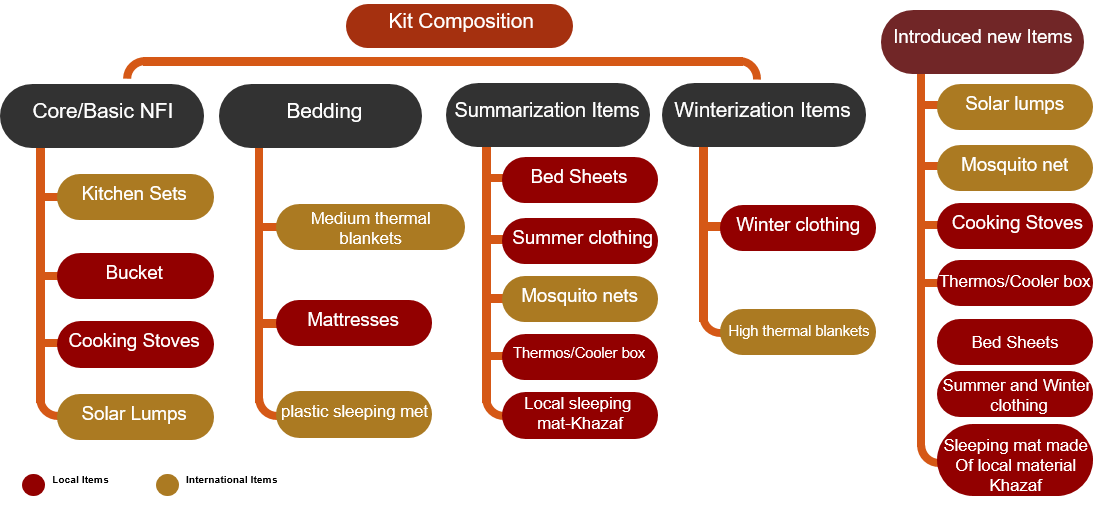 Kit Composition
Core/Basic NFI
Kitchen Sets
Bucket
Cooking Stoves
Solar Lumps
Bedding
Medium thermal
blankets
Mattresses
plastic sleeping met
Summarization Items
Bed Sheets
Summer clothing
Mosquito nets
Thermos/Cooler box
Local sleeping
mat-Khazaf
Winterization Items
Winter clothing
High thermal blankets
Introduced new Items
Solar lumps
Mosquito net
Cooking Stoves
Thermos/Cooler box
Bed Sheets
Summer and Winter
clothing
Sleeping mat made
Of local material
Khazaf
Local Items
International Items